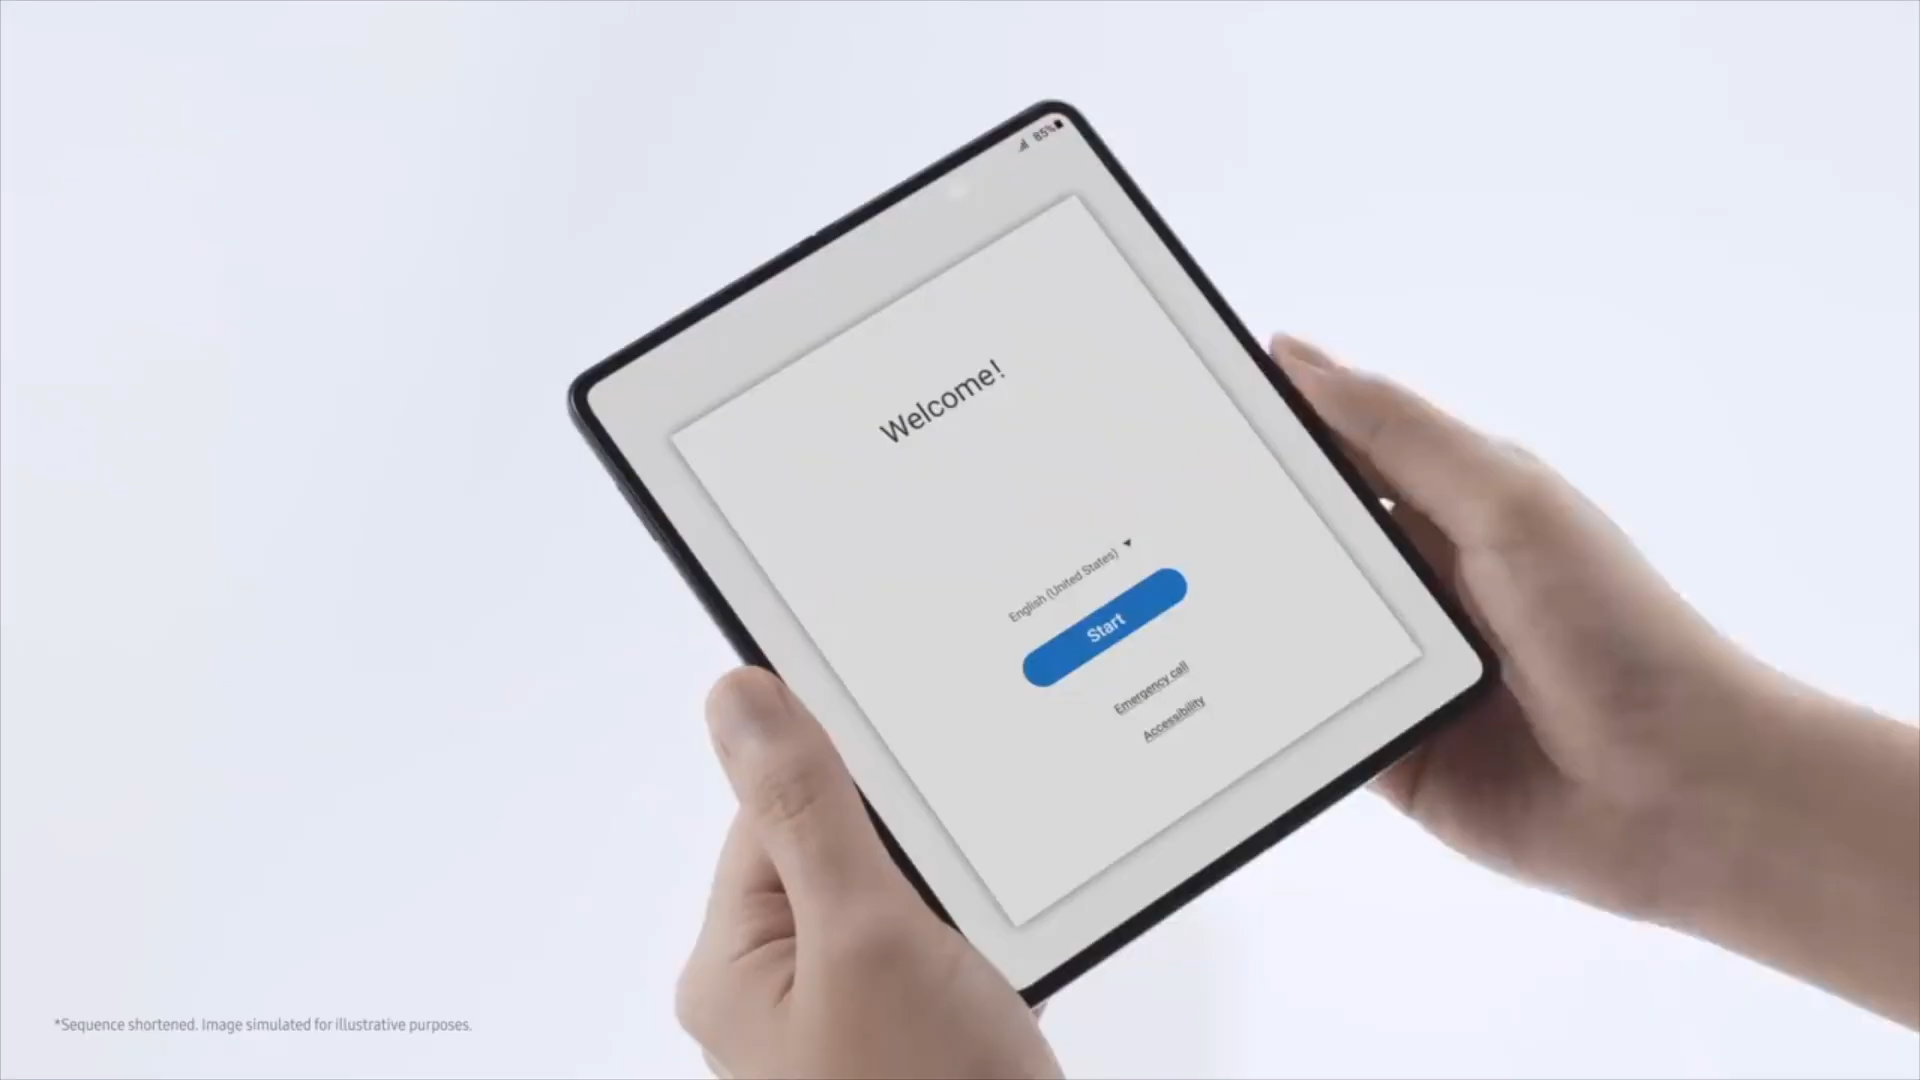 85%
Welcome!
English (United States)
Start
Emergency call
Accessibility
*Sequence shortened. Image simulated for illustrative purposes.